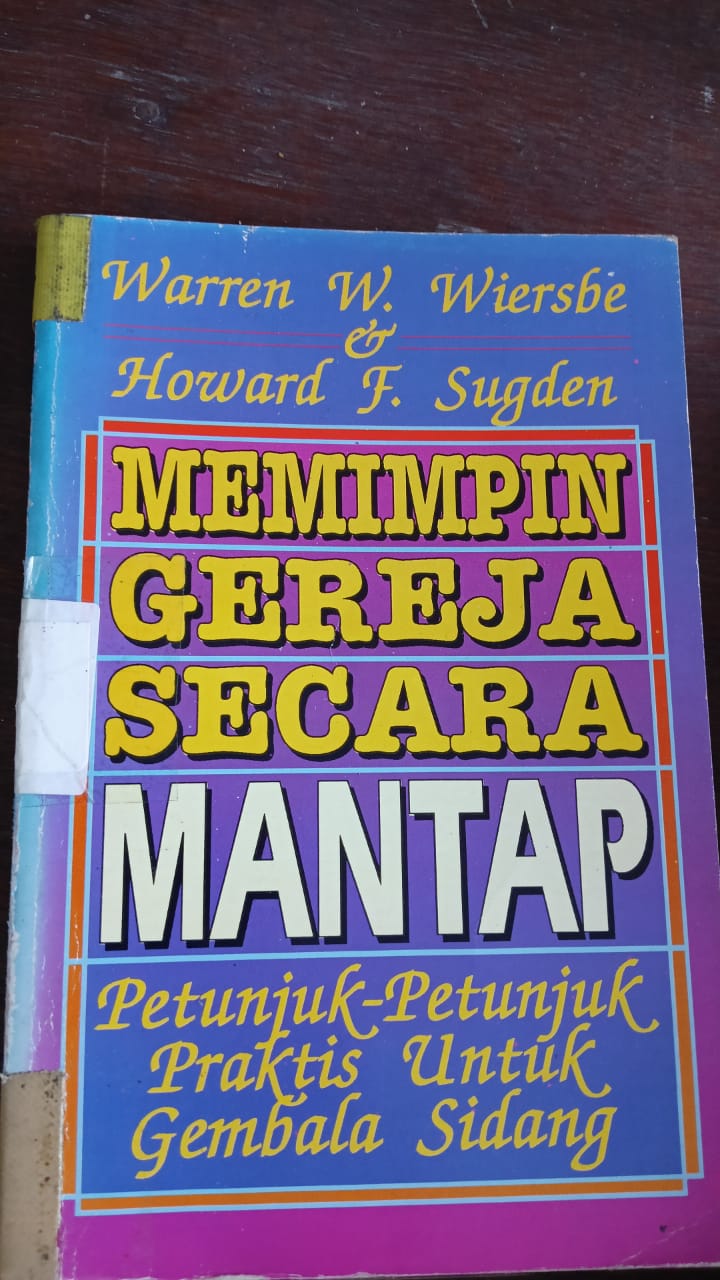 Warren W. Wiersbe
&
Howard F. Sugden
MEMIMPIN
GEREJA
SECARA
MANTAP
Petunjuk-Petunjuk
Praktis Untuk
Gembala Sidang